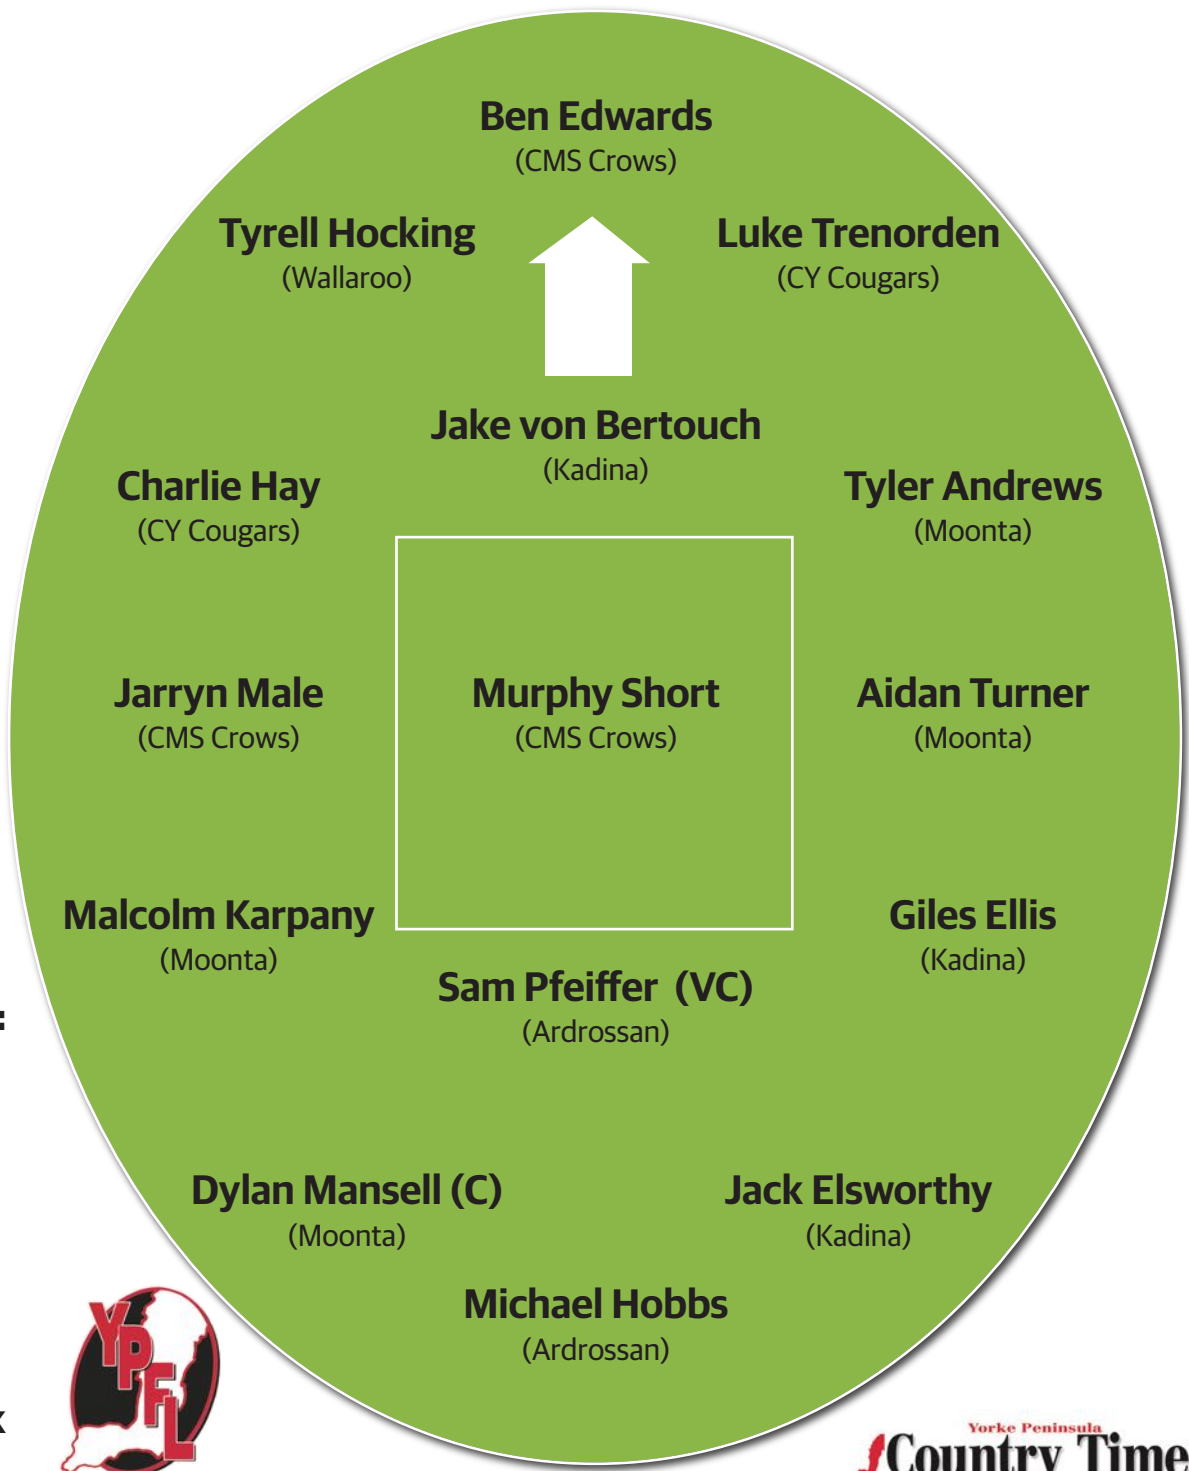 Ben Edwards
(CMS Crows)
Tyrell Hocking
(Wallaroo)
Luke Trenorden
(CY Cougars)
Jake von Bertouch
(Kadina)
Charlie Hay
(CY Cougars)
Tyler Andrews
(Moonta)
Jarryn Male
(CMS Crows)
Murphy Short
(CMS Crows)
Aidan Turner
(Moonta)
Malcolm Karpany
(Moonta)
Giles Ellis
(Kadina)
Sam Pfeiffer (VC)
(Ardrossan)
:
Dylan Mansell (C)
(Moonta)
Jack Elsworthy
(Kadina)
Michael Hobbs
(Ardrossan)
YPFL
Yorke Peninsula
Country Time